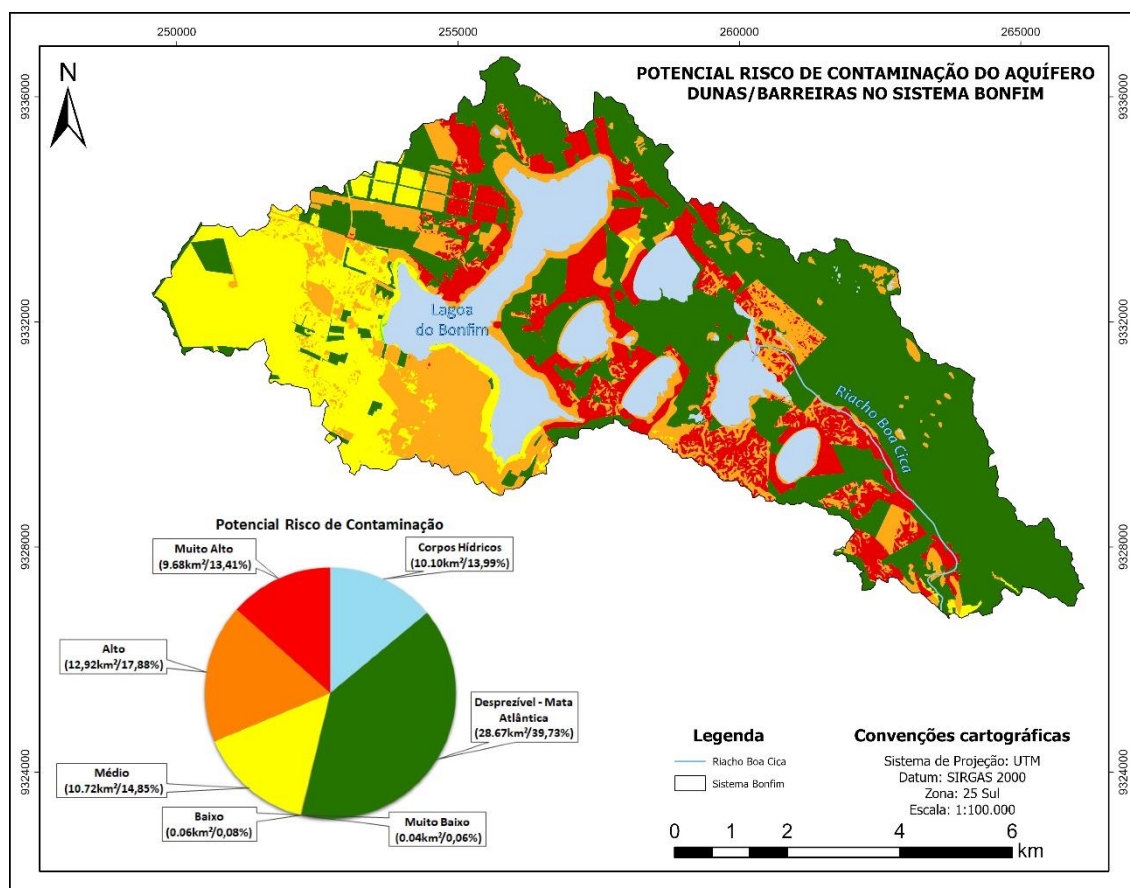 250000
255000
260000
265000
N
POTENCIAL RISCO DE CONTAMINAÇÃO DO AQUÍFERO
DUNAS/BARREIRAS NO SISTEMA BONFIM
9336000
9336000
9332000
9332000
Lagoa
do Bonfim
Riacho Boa Cica
9328000
9328000
Potencial Risco de Contaminação
Muito Alto
(9.68km²/13,41%)
Corpos Hídricos
(10.10km²/13,99%)
Alto
(12,92km²/17,88%)
Desprezível - Mata
Atlântica
(28.67km²/39,73%)
Médio
(10.72km²/14,85%)
Baixo
(0.06km²/0,08%)
Muito Baixo
(0.04km²/0,06%)
Legenda
Riacho Boa Cica
Sistema Bonfim
Convenções cartográficas
Sistema de Projeção: UTM
Datum: SIRGAS 2000
Zona: 25 Sul
Escala: 1:100.000
9324000
9324000
0 1 2 4 6
km